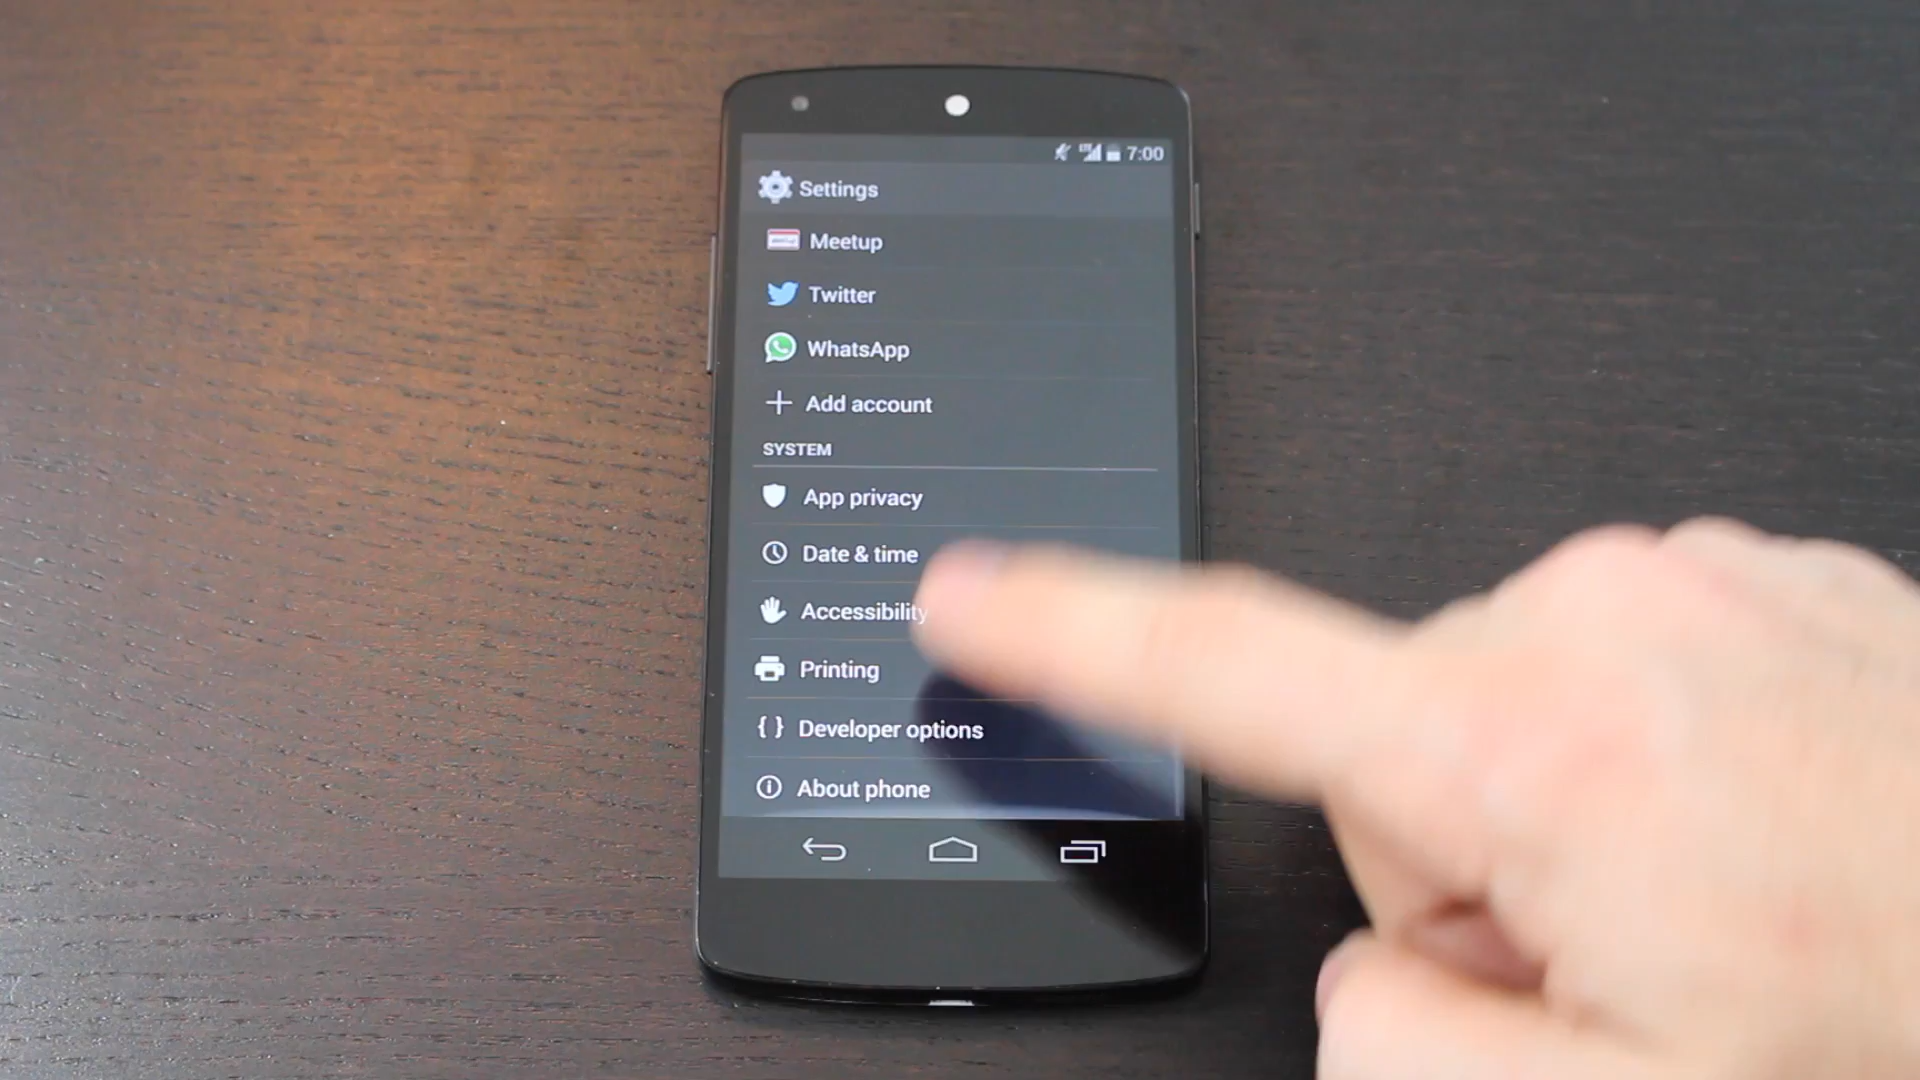 7:00
Settings
Meetup
Twitter
WhatsApp
Add account
SYSTEM
App privacy
Date & time
Accessibility
Printing
{ } Developer options
About phone